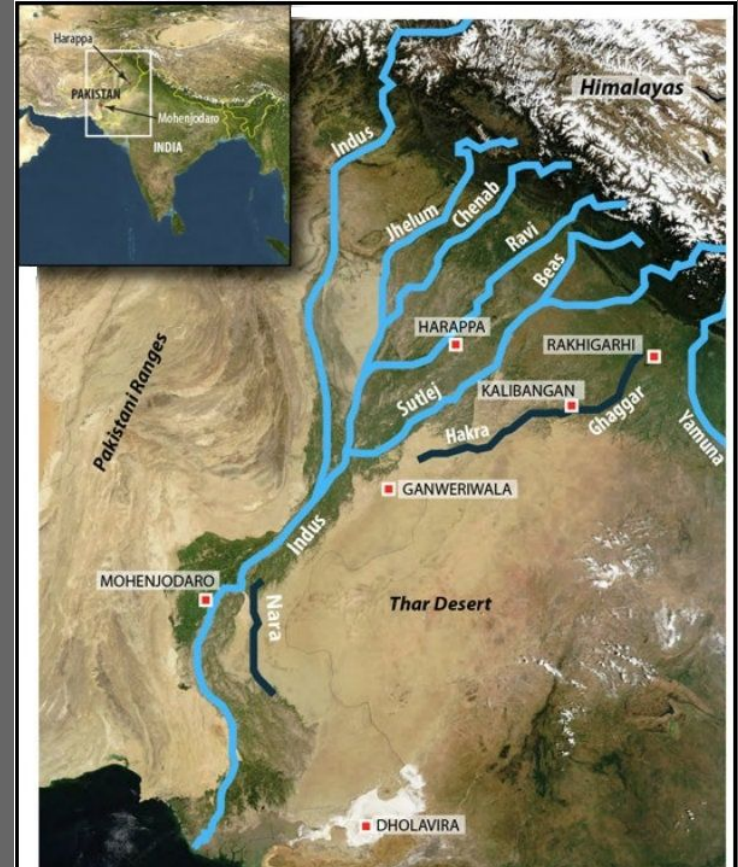 Harappa
PAKISTAN
Mohenjodaro
INDIA
Himalayas
Indus
Jhelum
Chenab
Ravi
Beas
HARAPPA
RAKHIGARHI
Pakistani Ranges
Sutlej
KALIBANGAN
Ghaggar
Hakra
Yamuna
GANWERIWALA
Indus
MOHENJODARO
Nara
Thar Desert
DHOLAVIRA